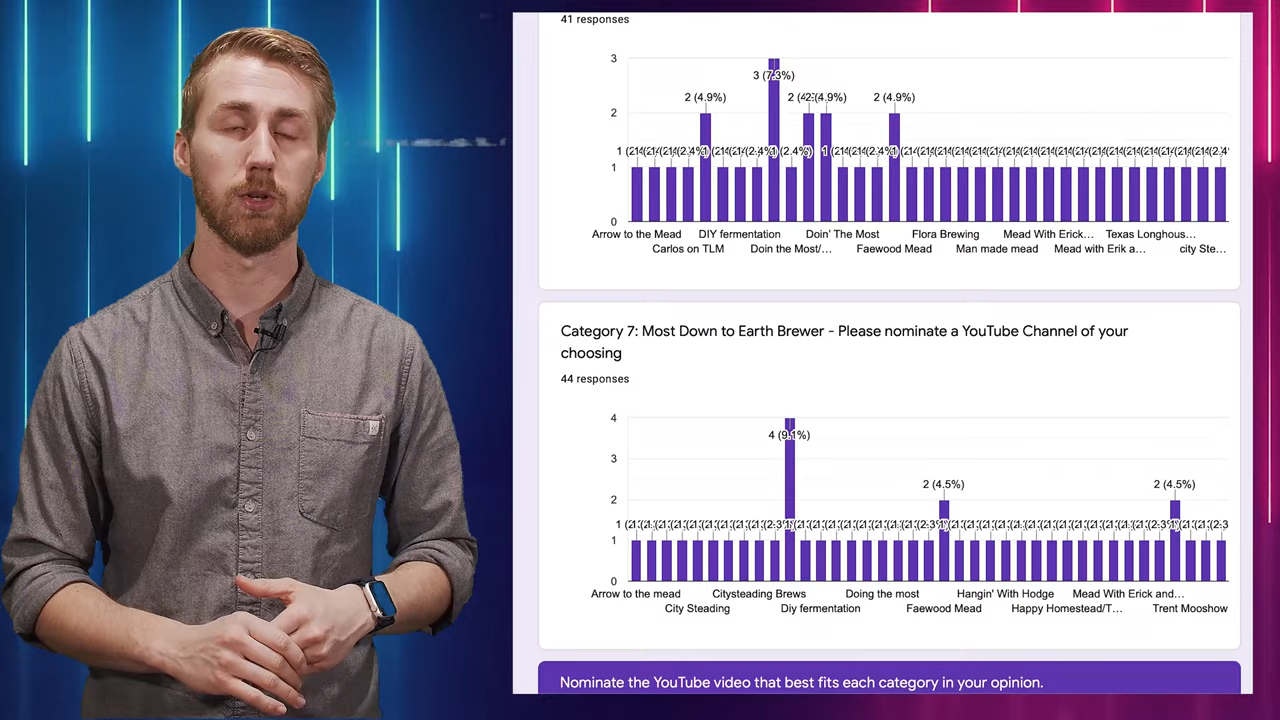 41 responses
3
3 (7.3%)
2 (4.9%)
2 (4.9%)
2 (4.9%)
2
1
0
Arrow to the Mead
DIY fermentation
Doin' The Most
Flora Brewing
Mead With Erick…
Texas Longhous…
Carlos on TLM
Doin the Most/…
Faewood Mead
Man made mead
Mead with Erik a…
city Ste…
Category 7: Most Down to Earth Brewer - Please nominate a YouTube Channel of your
choosing
44 responses
4
4 (9.1%)
3
2 (4.5%)
2 (4.5%)
2
1
0
Arrow to the mead
Citysteading Brews
Doing the most
Hangin' With Hodge
Mead With Erick and…
City Steading
Diy fermentation
Faewood Mead
Happy Homestead/T…
Trent Mooshow
Nominate the YouTube video that best fits each category in your opinion.